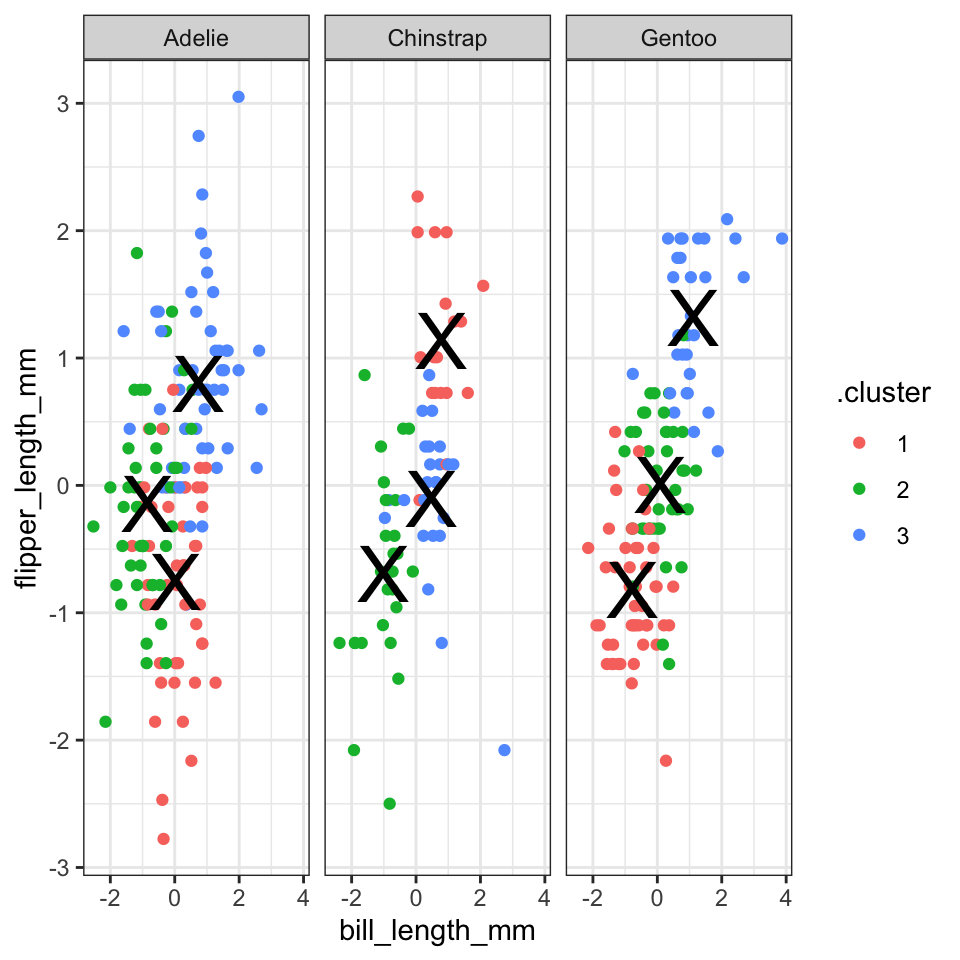 Adelie
Chinstrap
Gentoo
3
2
1
0
-1
-2
-3
flipper_length_mm
-2 0 2 4
-2 0 2 4
-2 0 2 4
bill_length_mm
.cluster
1
2
3